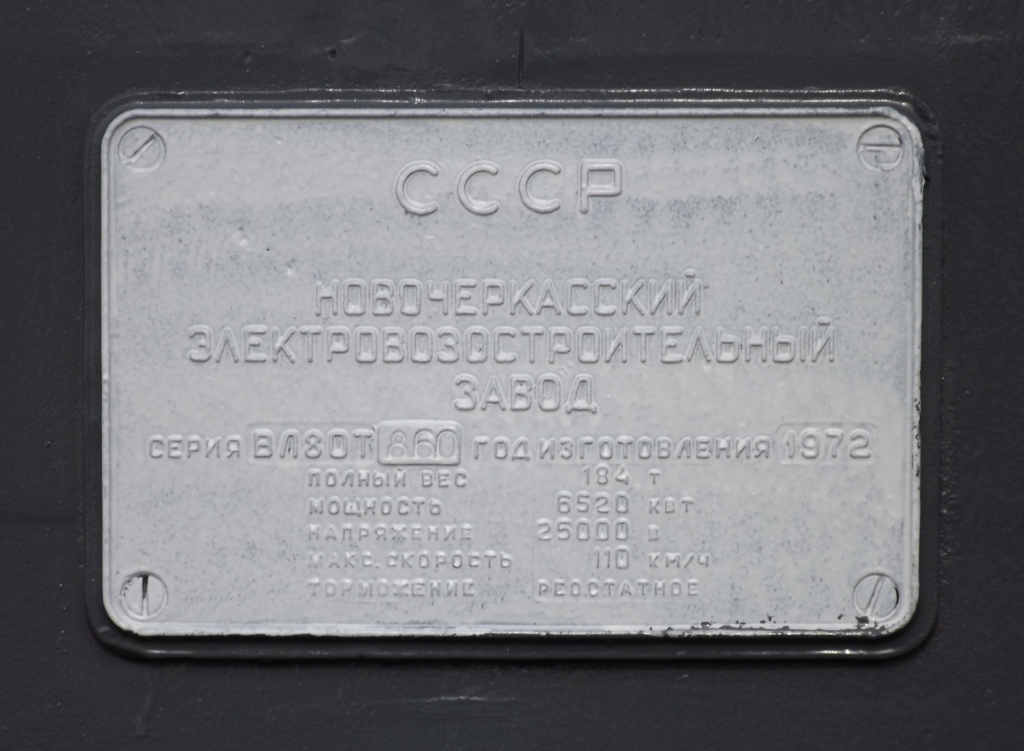 СССР
НОВОЧЕРКАССКИЙ
ЭЛЕКТРОВОЗОСТРОИТЕЛЬНЫЙ
ЗАВОД
СЕРИЯ ВЛ80Т 860 ГОД ИЗГОТОВЛЕНИЯ 1972
ПОЛНЫЙ ВЕС 184 Т
МОЩНОСТЬ 6520 КВТ
НАПРЯЖЕНИЕ 25000 В
МАКС. СКОРОСТЬ 110 КМ/Ч
ТОРМОЖЕНИЕ РЕОСТАТНОЕ